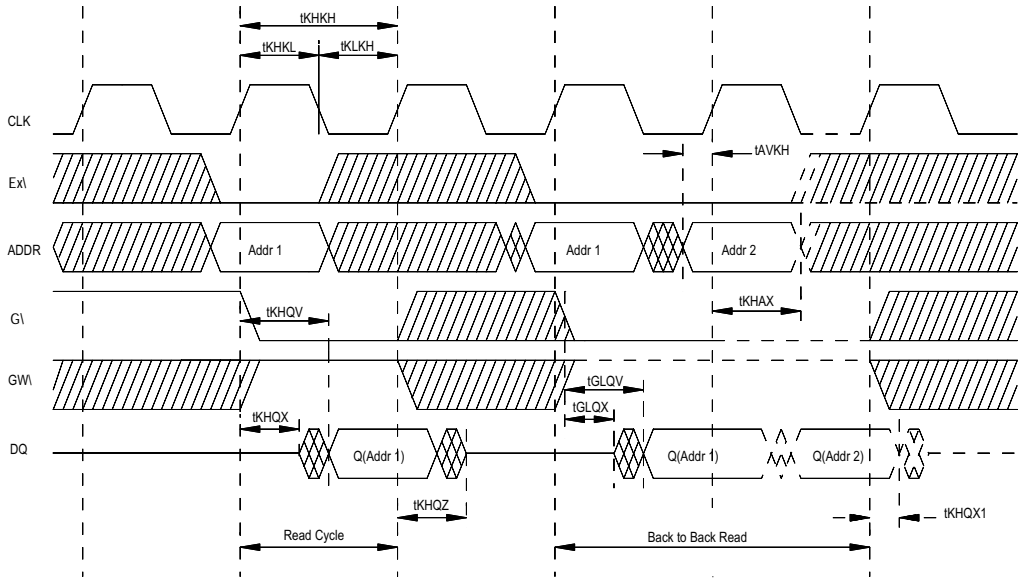 tKHKH
tKHKL tKLKH
CLK
tAVKH
Ex\
ADDR Addr 1 Addr 1 Addr 2
tKHQV tKHAX
G\
GW\
tGLQV
tGLQX
tKHQX
DQ Q(Addr 1) Q(Addr 1) Q(Addr 2)
tKHQZ tKHQX1
Read Cycle Back to Back Read